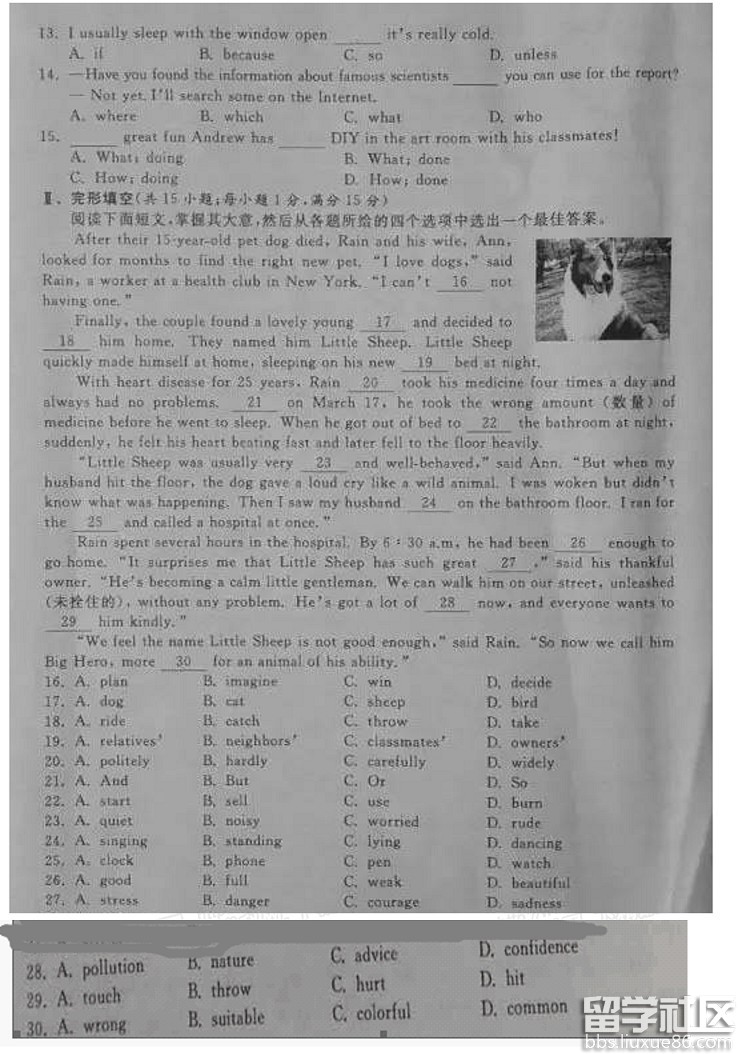 13. I usually sleep with the window open _____ it's really cold.
A. if B. because C. so D. unless
14. —Have you found the information about famous scientists _____ you can use for the report?
— Not yet. I'll search some on the Internet.
A. where B. which C. what D. who
15. _____ great fun Andrew has _____ DIY in the art room with his classmates!
A. What; doing B. What; done
C. How; doing D. How; done
Ⅱ、完形填空(共15小题;每小题1分,满分15分)
阅读下面短文,掌握其大意,然后从各题所给的四个选项中选出一个最佳答案。
After their 15-year-old pet dog died, Rain and his wife, Ann,
looked for months to find the right new pet. "I love dogs," said
Rain, a worker at a health club in New York. "I can't 16 not
having one."
Finally, the couple found a lovely young 17 and decided to
18 him home. They named him Little Sheep. Little Sheep
quickly made himself at home, sleeping on his new 19 bed at night.
With heart disease for 25 years, Rain 20 took his medicine four times a day and
always had no problems. 21 on March 17, he took the wrong amount (数量) of
medicine before he went to sleep. When he got out of bed to 22 the bathroom at night,
suddenly, he felt his heart beating fast and later fell to the floor heavily.
"Little Sheep was usually very 23 and well-behaved," said Ann. "But when my
husband hit the floor, the dog gave a loud cry like a wild animal. I was woken but didn't
know what was happening. Then I saw my husband 24 on the bathroom floor. I ran for
the 25 and called a hospital at once."
Rain spent several hours in the hospital. By 6:30 a.m, he had been 26 enough to
go home. "It surprises me that Little Sheep has such great 27 ," said his thankful
owner. "He's becoming a calm little gentleman. We can walk him on our street, unleashed
(未拴住的), without any problem. He's got a lot of 28 now, and everyone wants to
29 him kindly."
"We feel the name Little Sheep is not good enough," said Rain. "So now we call him
Big Hero, more 30 for an animal of his ability."
16. A. plan B. imagine C. win D. decide
17. A. dog B. cat C. sheep D. bird
18. A. ride B. catch C. throw D. take
19. A. relatives' B. neighbors' C. classmates' D. owners'
20. A. politely B. hardly C. carefully D. widely
21. A. And B. But C. Or D. So
22. A. start B. sell C. use D. burn
23. A. quiet B. noisy C. worried D. rude
24. A. singing B. standing C. lying D. dancing
25. A. clock B. phone C. pen D. watch
26. A. good B. full C. weak D. beautiful
27. A. stress B. danger C. courage D. sadness
28. A. pollution B. nature C. advice D. confidence
29. A. touch B. throw C. hurt D. hit
30. A. wrong B. suitable C. colorful D. common
留学社区
bbs.liuxue86.com